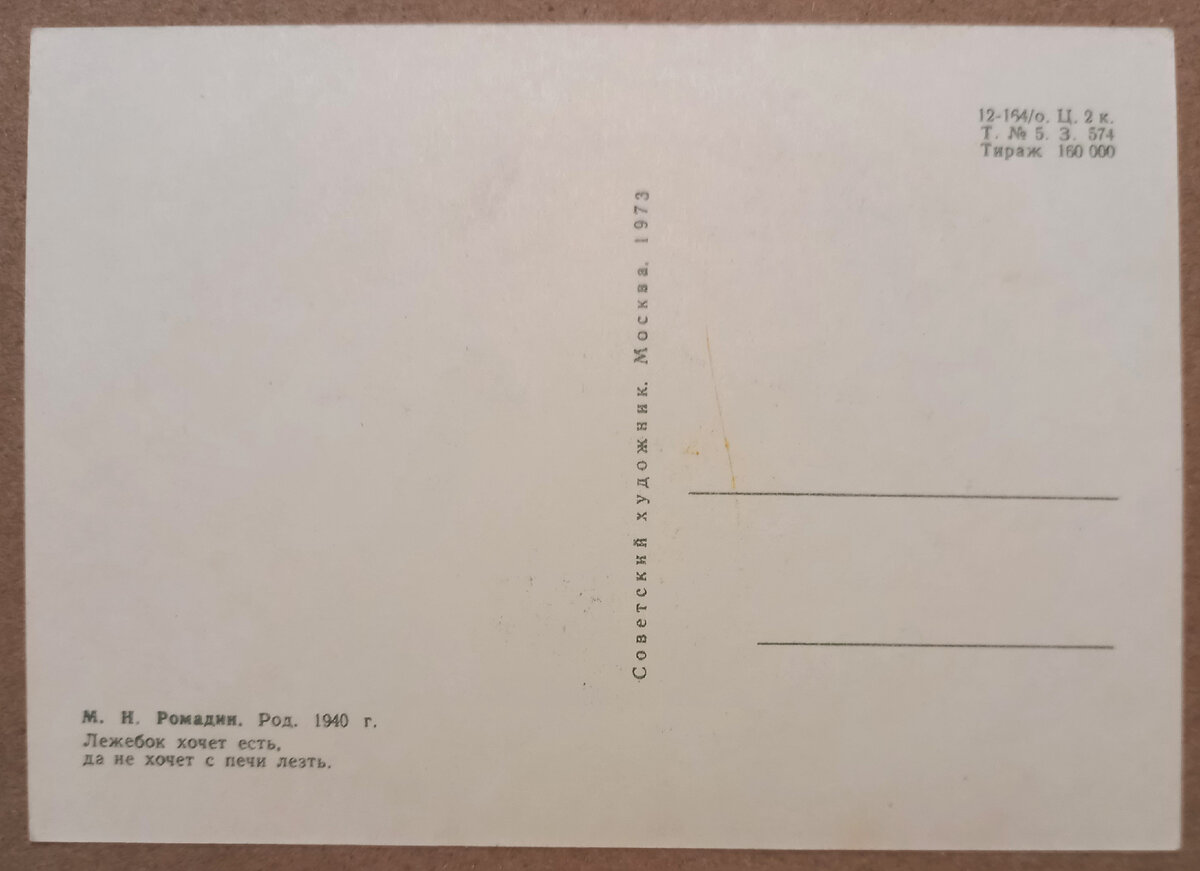 12-164/о. Ц. 2 к.
Т. № 5. З. 574
Тираж 160 000
Советский художник. Москва. 1973
М. Н. Ромадин. Род. 1940 г.
Лежебок хочет есть,
да не хочет с печи лезть.